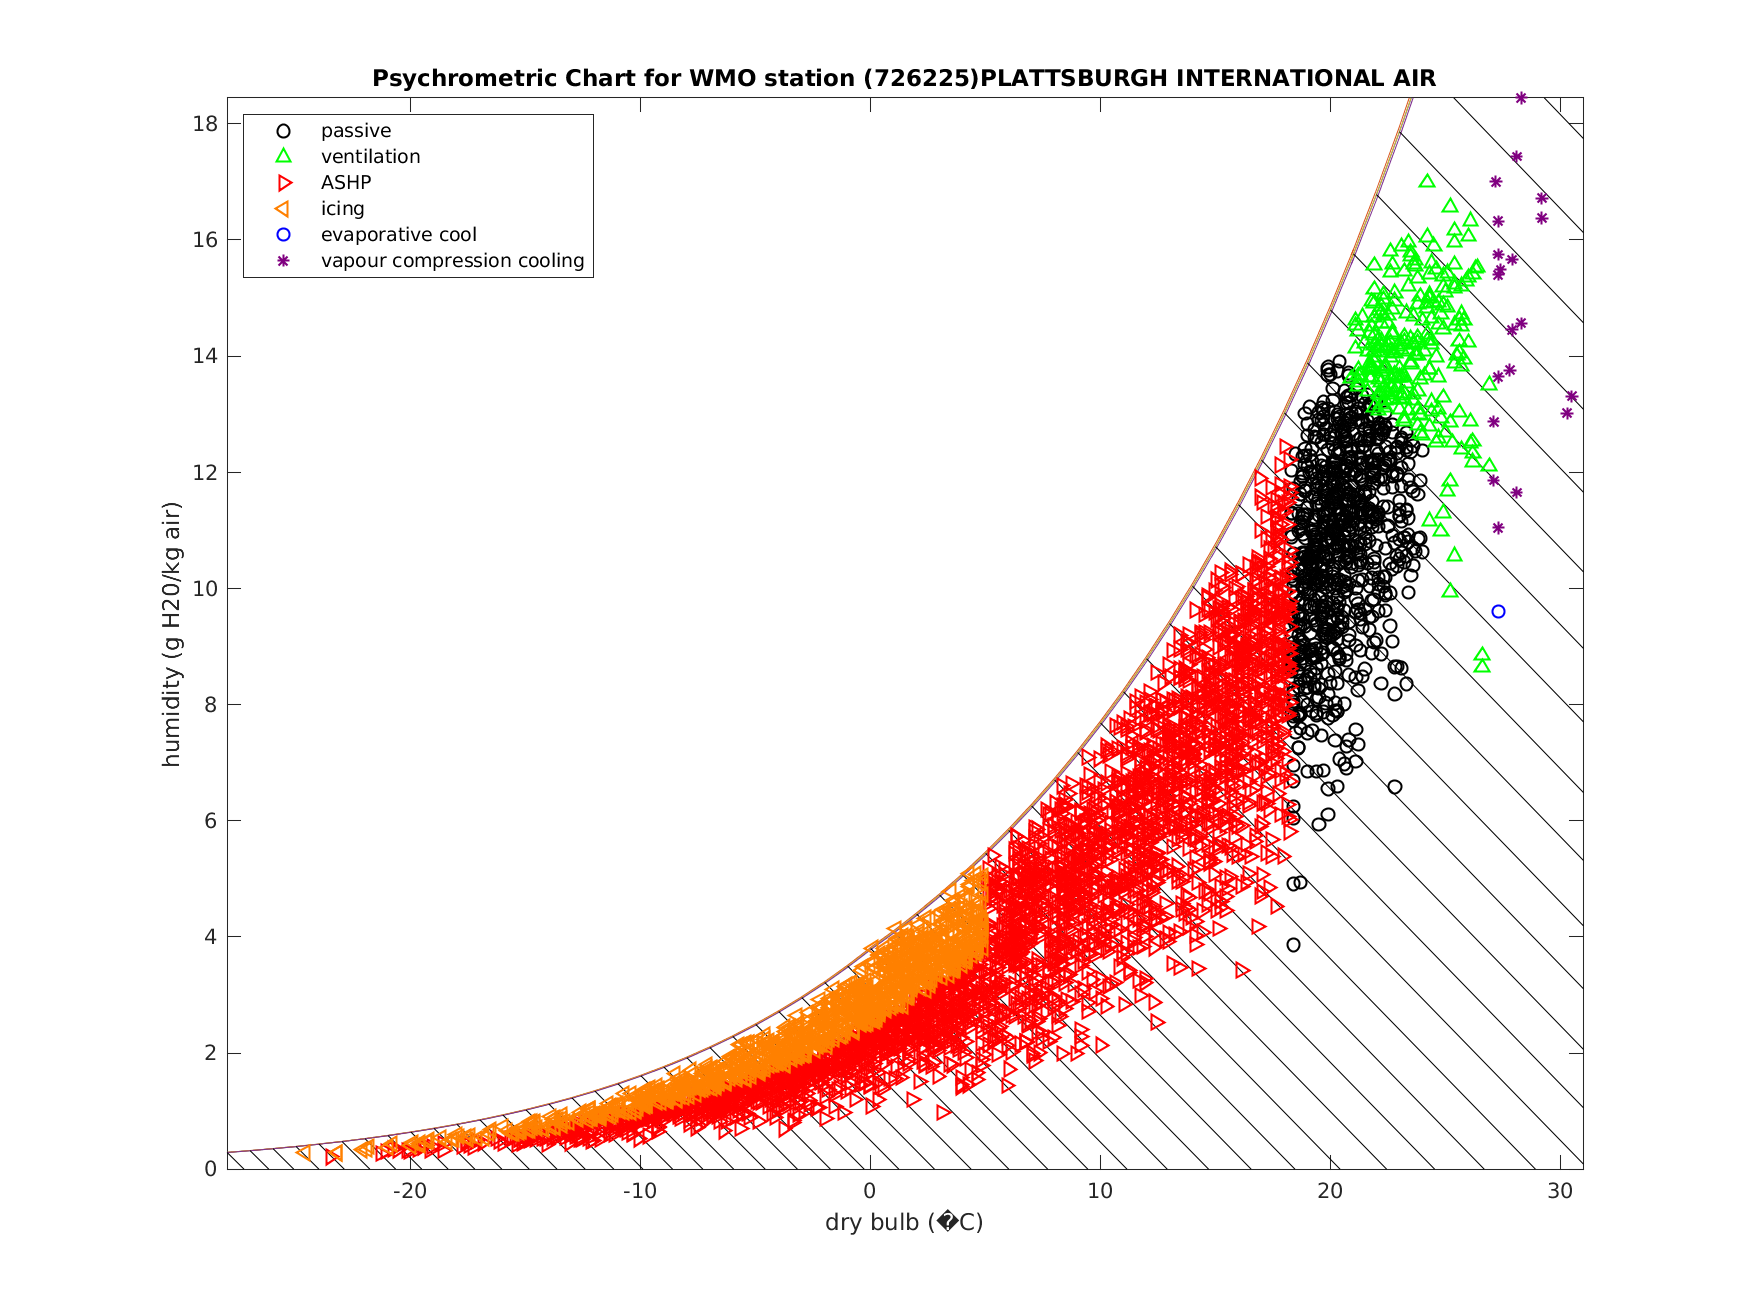 Psychrometric Chart for WMO station (726225)PLATTSBURGH INTERNATIONAL AIR
passive
ventilation
ASHP
icing
evaporative cool
vapour compression cooling
humidity (g H20/kg air)
18
16
14
12
10
8
6
4
2
0
-20
-10
0
10
20
30
dry bulb (�C)